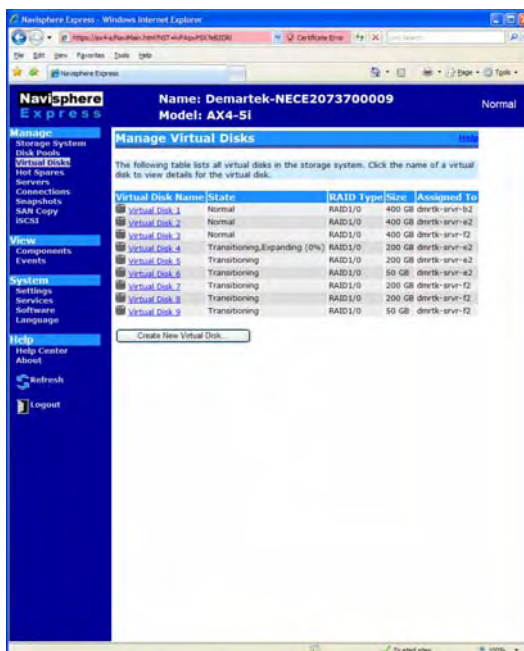 Navisphere Express - Windows Internet Explorer
Certificate Error
File Edit View Favorites Tools Help
Navisphere Express
Page Tools
Navisphere Express
Name: Demartek-NECE2073700009
Model: AX4-5i
Normal
Manage
Storage System
Disk Pools
Virtual Disks
Hot Spares
Servers
Connections
Snapshots
SAN Copy
iSCSI
View
Components
Events
System
Settings
Services
Software
Language
Help
Help Center
About
Refresh
Logout
Manage Virtual Disks
Help
The following table lists all virtual disks in the storage system. Click the name of a virtual
disk to view details for the virtual disk.
Virtual Disk Name State RAID Type Size Assigned To
Virtual Disk 1 Normal RAID1/0 400 GB dmrtk-srvr-b2
Virtual Disk 2 Normal RAID1/0 400 GB dmrtk-srvr-e2
Virtual Disk 3 Normal RAID1/0 400 GB dmrtk-srvr-f2
Virtual Disk 4 Transitioning,Expanding (0%) RAID1/0 200 GB dmrtk-srvr-e2
Virtual Disk 5 Transitioning RAID1/0 200 GB dmrtk-srvr-e2
Virtual Disk 6 Transitioning RAID1/0 50 GB dmrtk-srvr-e2
Virtual Disk 7 Transitioning RAID1/0 200 GB dmrtk-srvr-f2
Virtual Disk 8 Transitioning RAID1/0 200 GB dmrtk-srvr-f2
Virtual Disk 9 Transitioning RAID1/0 50 GB dmrtk-srvr-f2
Create New Virtual Disk...
Trusted sites
100%